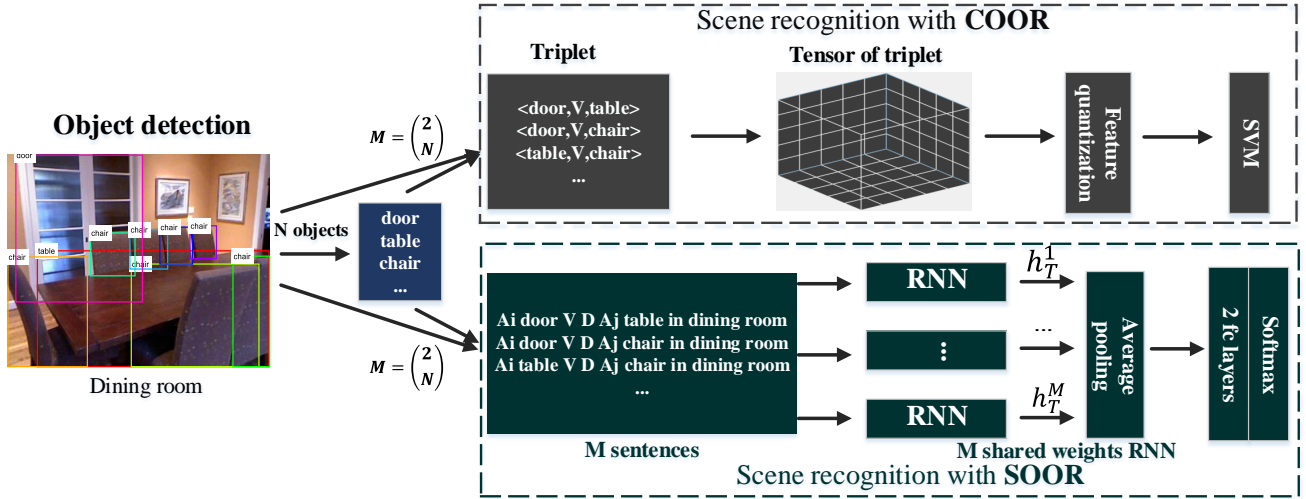 Scene recognition with COOR
Triplet
Tensor of triplet
<door,V,table>
<door,V,chair>
<table,V,chair>
...
Feature
quantization
SVM
Object detection
M = (2
N)
door
chair
chair
chair
chair
chair
table
chair
chair
Dining room
N objects
door
table
chair
...
M = (2
N)
Ai door V D Aj table in dining room
Ai door V D Aj chair in dining room
Ai table V D Aj chair in dining room
...
M sentences
RNN
⋮
RNN
h_T^1
...
h_T^M
M shared weights RNN
Average
pooling
2 fc layers
Softmax
Scene recognition with SOOR